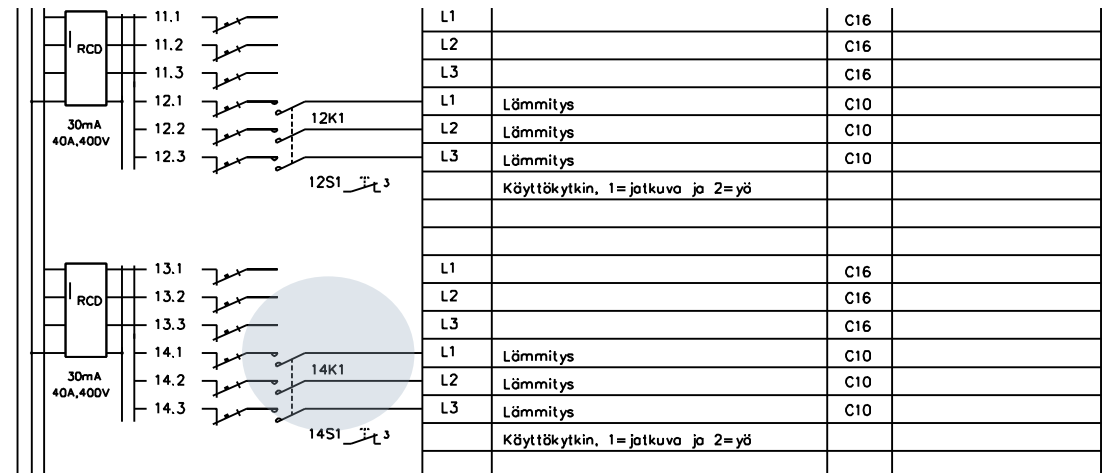 11.1 L1 C16
RCD 11.2 L2 C16
11.3 L3 C16
12.1 L1 Lämmitys C10
12K1
30mA 12.2 L2 Lämmitys C10
40A,400V
12.3 L3 Lämmitys C10
12S1 3 Käyttökytkin, 1=jatkuva ja 2=yö
13.1 L1 C16
RCD 13.2 L2 C16
13.3 L3 C16
14.1 L1 Lämmitys C10
14K1
30mA 14.2 L2 Lämmitys C10
40A,400V
14.3 L3 Lämmitys C10
14S1 3 Käyttökytkin, 1=jatkuva ja 2=yö